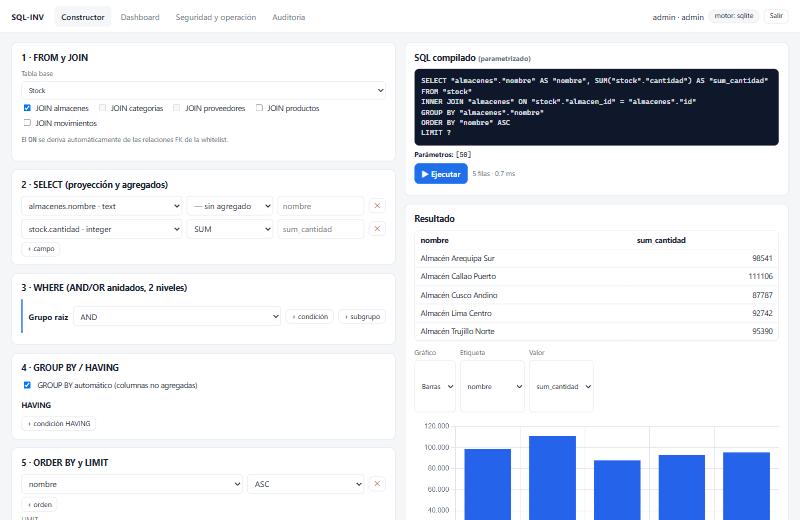 SQL-INV Constructor Dashboard Seguridad y operación Auditoria admin · admin motor: sqlite Salir
1 · FROM y JOIN
Tabla base
Stock
JOIN almacenes JOIN categorias JOIN proveedores JOIN productos
JOIN movimientos
El ON se deriva automáticamente de las relaciones FK de la whitelist.
2 · SELECT (proyección y agregados)
almacenes.nombre · text — sin agregado nombre ×
stock.cantidad · integer SUM sum_cantidad ×
+ campo
3 · WHERE (AND/OR anidados, 2 niveles)
Grupo raíz AND + condición + subgrupo
4 · GROUP BY / HAVING
GROUP BY automático (columnas no agregadas)
HAVING
+ condición HAVING
5 · ORDER BY y LIMIT
nombre ASC ×
+ orden
LIMIT
SQL compilado (parametrizado)
SELECT "almacenes"."nombre" AS "nombre", SUM("stock"."cantidad") AS "sum_cantidad"
FROM "stock"
INNER JOIN "almacenes" ON "stock"."almacen_id" = "almacenes"."id"
GROUP BY "almacenes"."nombre"
ORDER BY "nombre" ASC
LIMIT ?
Parámetros: [50]
▶ Ejecutar 5 filas · 0.7 ms
Resultado
nombre sum_cantidad
Almacén Arequipa Sur 98541
Almacén Callao Puerto 111106
Almacén Cusco Andino 87787
Almacén Lima Centro 92742
Almacén Trujillo Norte 95390
Gráfico Etiqueta Valor
Barras nombre sum_cantidad
120.000
100.000
80.000
60.000
40.000